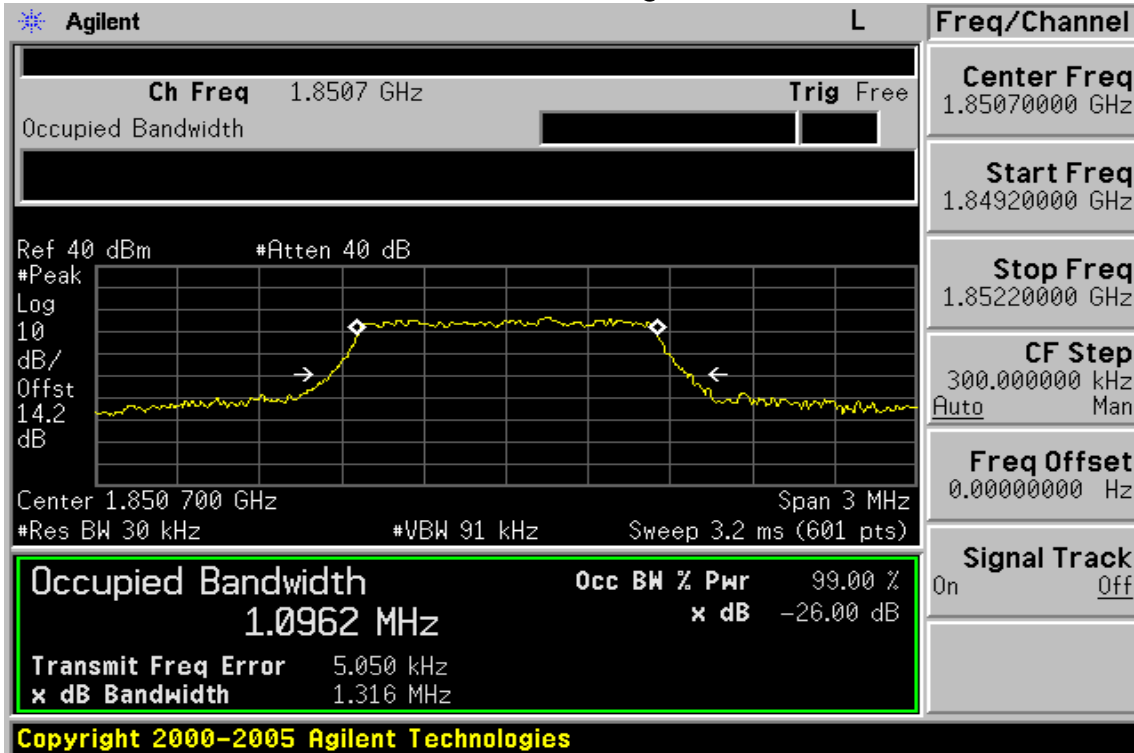 Agilent L Freq/Channel
Ch Freq 1.8507 GHz Trig Free
Occupied Bandwidth
Center Freq
1.85070000 GHz
Start Freq
1.84920000 GHz
Stop Freq
1.85220000 GHz
CF Step
300.000000 kHz
Auto Man
Freq Offset
0.00000000 Hz
Signal Track
On Off
Ref 40 dBm #Atten 40 dB
#Peak
Log
10
dB/
Offst
14.2
dB
Center 1.850 700 GHz Span 3 MHz
#Res BW 30 kHz #VBW 91 kHz Sweep 3.2 ms (601 pts)
Occupied Bandwidth Occ BW % Pwr 99.00 %
1.0962 MHz x dB -26.00 dB
Transmit Freq Error 5.050 kHz
x dB Bandwidth 1.316 MHz
Copyright 2000-2005 Agilent Technologies